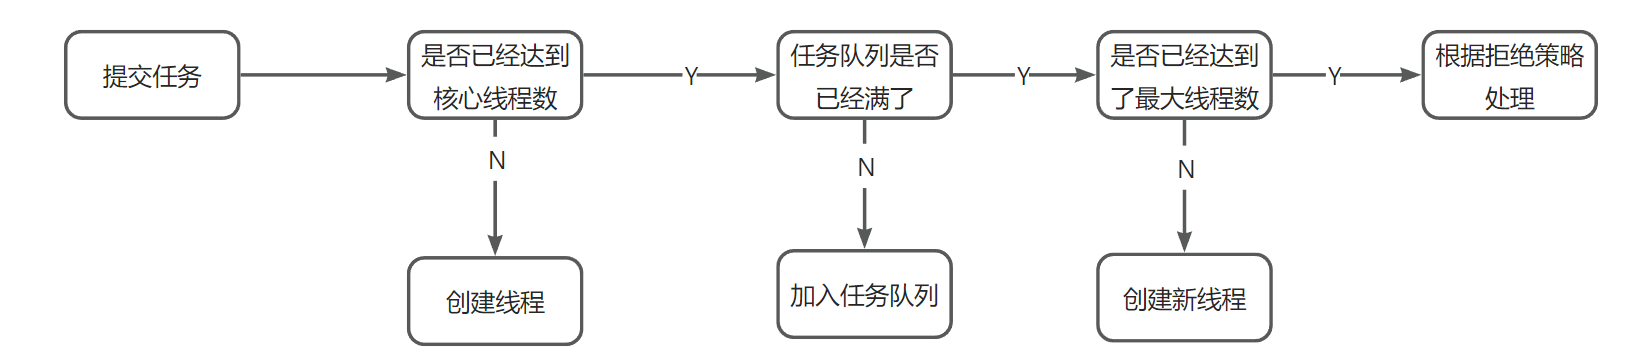 提交任务
是否已经达到
核心线程数
Y
任务队列是否
已经满了
Y
是否已经达到
了最大线程数
Y
根据拒绝策略
处理
N
N
N
创建线程
加入任务队列
创建新线程